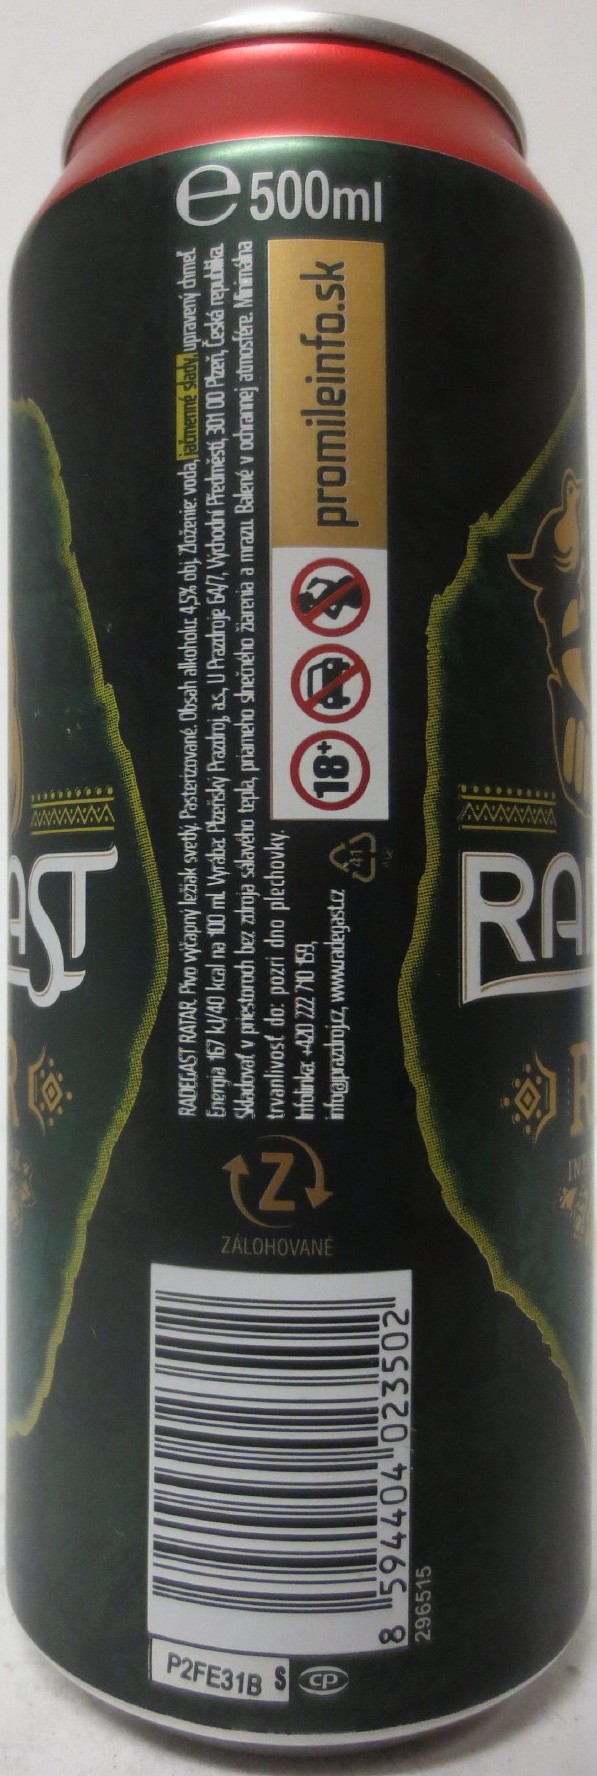 ℮ 500ml
RADEGAST RATAR. Pivo výčapný ležiak svetlý. Pasterizované. Obsah alkoholu: 4,5% obj. Zloženie: voda, jačmenné slady, upravený chmeľ.
Energia 167 kJ/40 kcal na 100 ml. Vyrába: Plzeňský Prazdroj, a.s., U Prazdroje 64/7, Východní Předměstí, 301 00 Plzeň, Česká republika.
Skladovať v priestoroch bez zdroja sálavého tepla, priameho slnečného žiarenia a mrazu. Balené v ochrannej atmosfére. Minimálna
trvanlivosť do: pozri dno plechovky.
Infolinka: +420 222 710 159,
info@prazdroj.cz, www.radegast.cz
promileinfo.sk
18+
41
Z
ZÁLOHOVANÉ
8 594404 023502
296515
P2FE31B S
CP
AST
R
RA
R